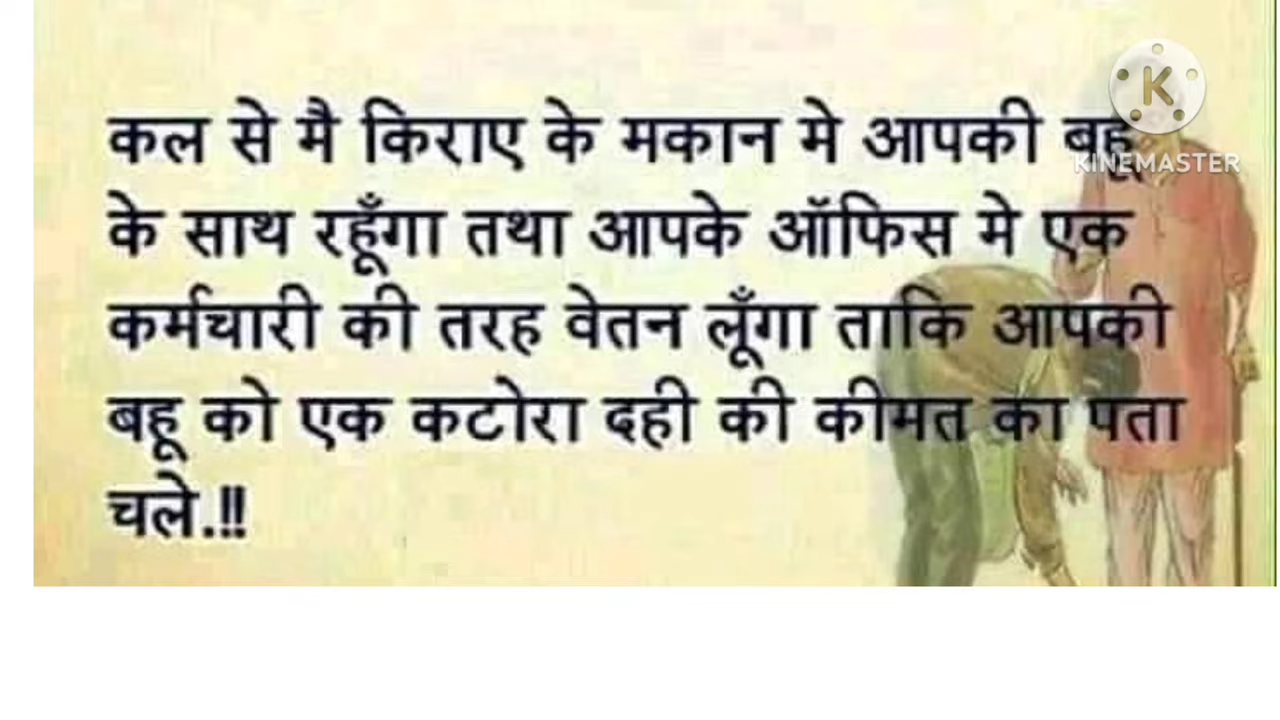 K
KINEMASTER
कल से मै किराए के मकान मे आपकी बहू
के साथ रहूँगा तथा आपके ऑफिस मे एक
कर्मचारी की तरह वेतन लूँगा ताकि आपकी
बहू को एक कटोरा दही की कीमत का पता
चले.!!